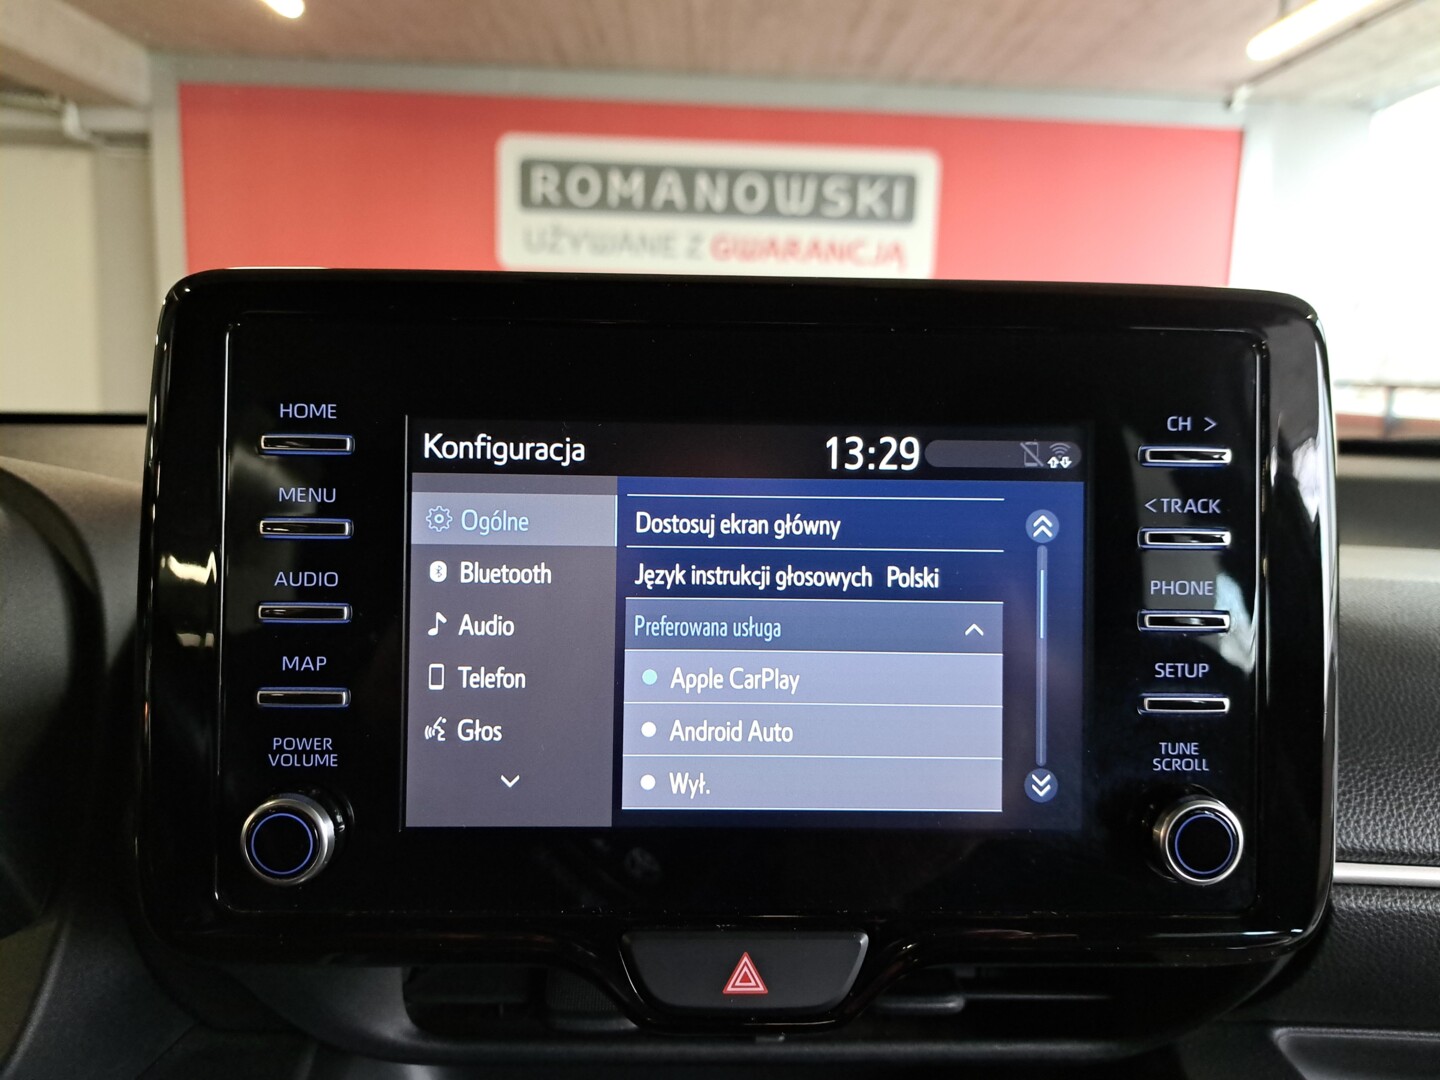 ROMANOWSKI
UŻYWANE Z GWARANCJĄ
HOME
MENU
AUDIO
MAP
POWER
VOLUME
Konfiguracja
13:29
Ogólne
Bluetooth
Audio
Telefon
Głos
Dostosuj ekran główny
Język instrukcji głosowych Polski
Preferowana usługa
Apple CarPlay
Android Auto
Wył.
CH >
< TRACK
PHONE
SETUP
TUNE
SCROLL